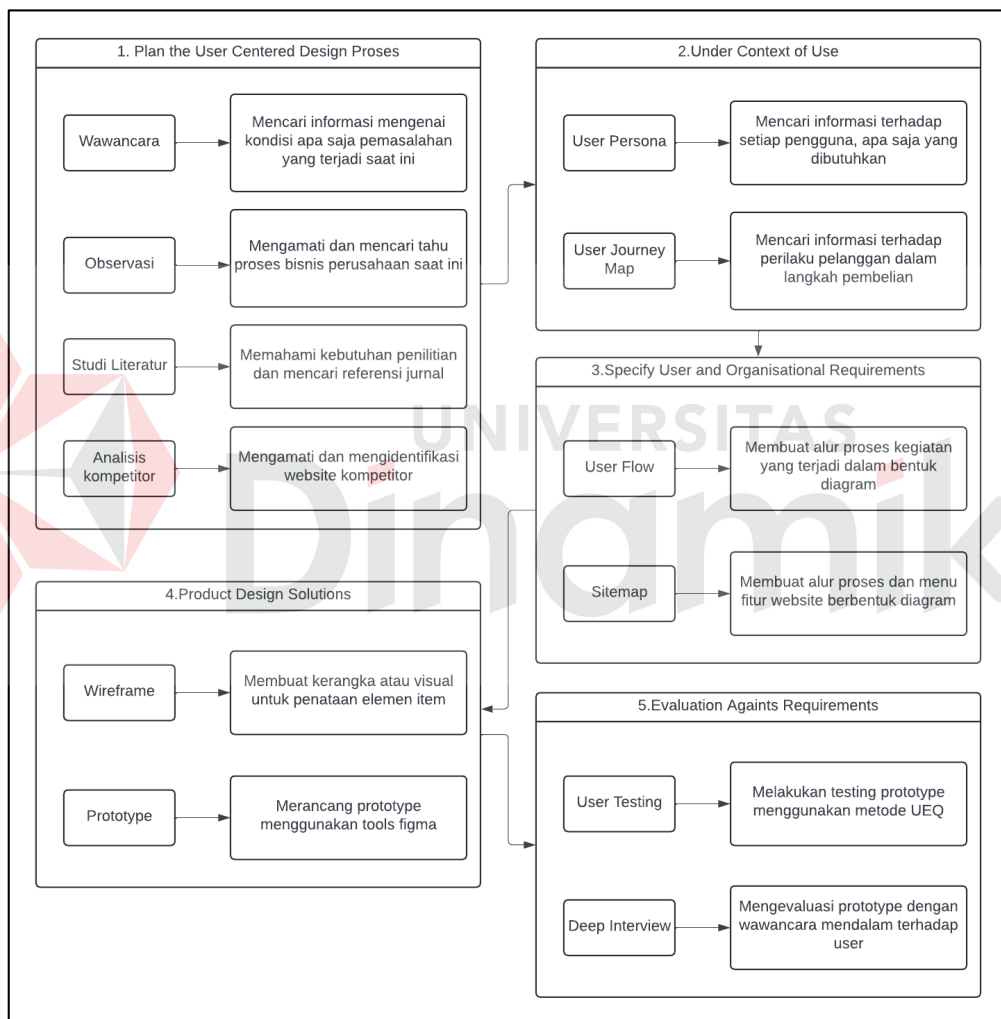 1. Plan the User Centered Design Proses
Wawancara
Mencari informasi mengenai
kondisi apa saja pemasalahan
yang terjadi saat ini
Observasi
Mengamati dan mencari tahu
proses bisnis perusahaan saat ini
Studi Literatur
Memahami kebutuhan penilitian
dan mencari referensi jurnal
Analisis
kompetitor
Mengamati dan mengidentifikasi
website kompetitor
2.Under Context of Use
User Persona
Mencari informasi terhadap
setiap pengguna, apa saja yang
dibutuhkan
User Journey
Map
Mencari informasi terhadap
perilaku pelanggan dalam
langkah pembelian
3.Specify User and Organisational Requirements
User Flow
Membuat alur proses kegiatan
yang terjadi dalam bentuk
diagram
Sitemap
Membuat alur proses dan menu
fitur website berbentuk diagram
4.Product Design Solutions
Wireframe
Membuat kerangka atau visual
untuk penataan elemen item
Prototype
Merancang prototype
menggunakan tools figma
5.Evaluation Againts Requirements
User Testing
Melakukan testing prototype
menggunakan metode UEQ
Deep Interview
Mengevaluasi prototype dengan
wawancara mendalam terhadap
user
UNIVERSITAS
Dinamik